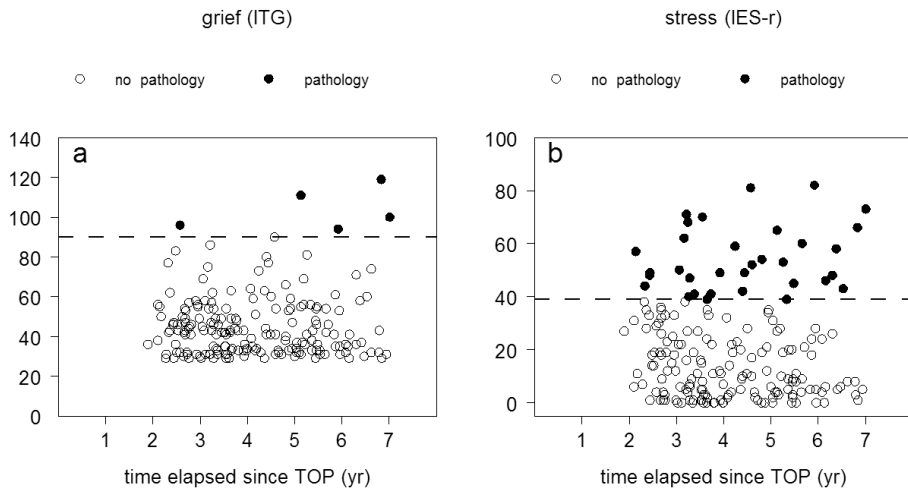 grief (ITG)
no pathology
pathology
a
140
120
100
80
60
40
20
0
1 2 3 4 5 6 7
time elapsed since TOP (yr)
stress (IES-r)
no pathology
pathology
b
100
80
60
40
20
0
1 2 3 4 5 6 7
time elapsed since TOP (yr)